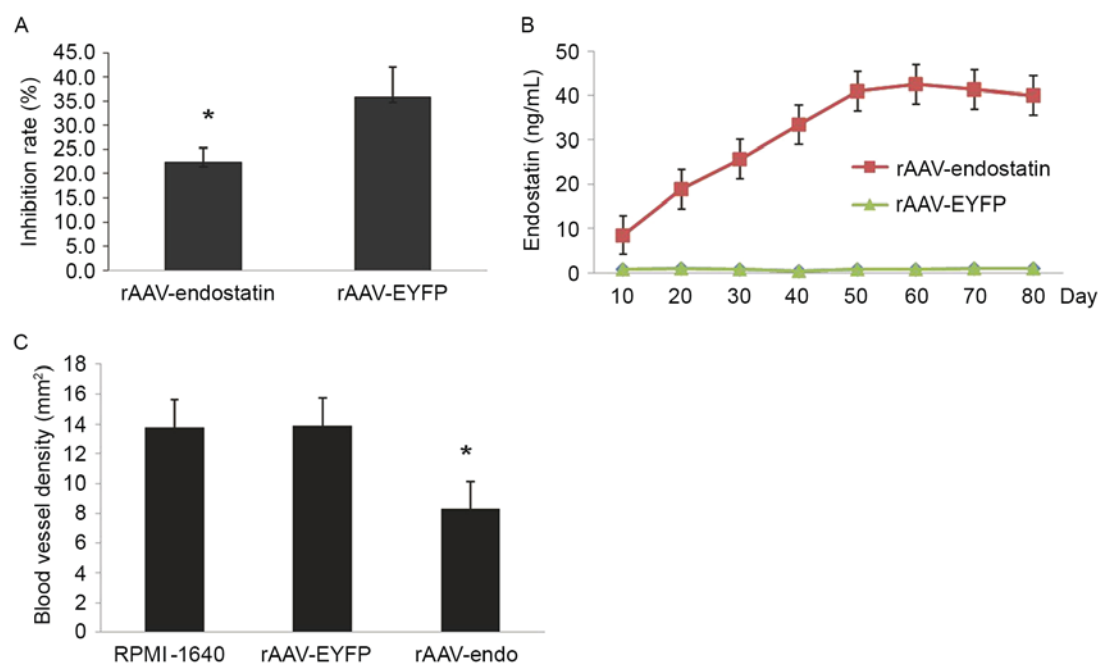 A
Inhibition rate (%)
45.0
40.0
35.0
30.0
25.0
20.0
15.0
10.0
5.0
0.0
*
rAAV-endostatin
rAAV-EYFP
B
Endostatin (ng/mL)
50
40
30
20
10
0
rAAV-endostatin
rAAV-EYFP
10 20 30 40 50 60 70 80 Day
C
Blood vessel density (mm²)
18
16
14
12
10
8
6
4
2
0
*
RPMI-1640
rAAV-EYFP
rAAV-endo